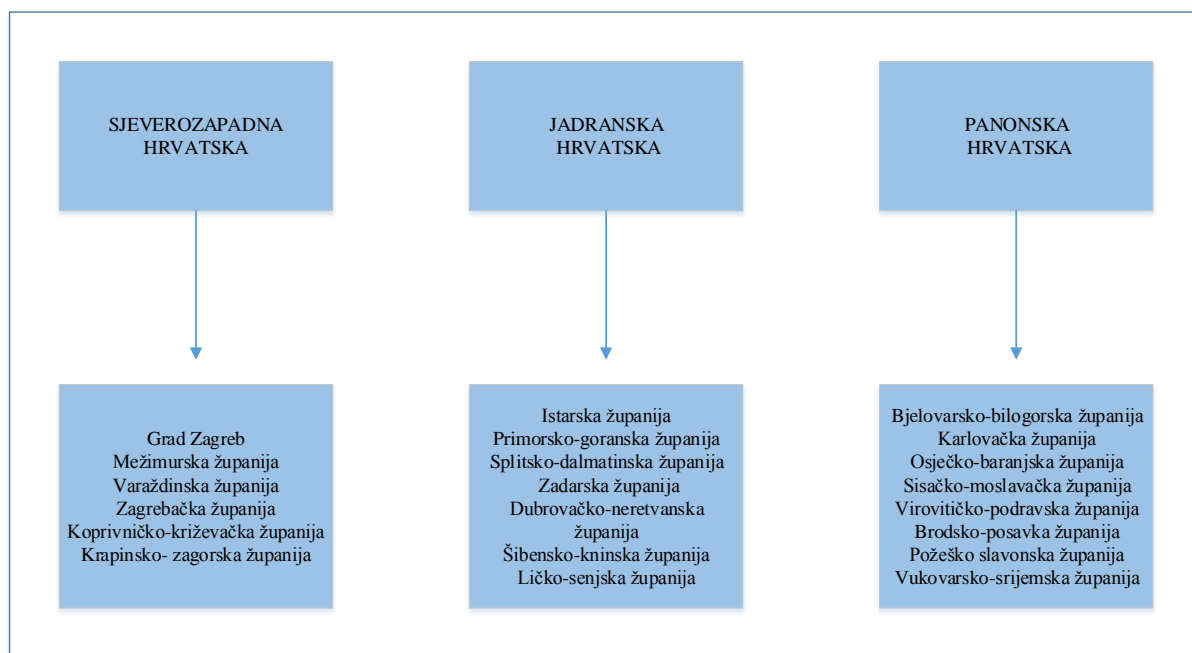 SJEVEROZAPADNA
HRVATSKA
JADRANSKA
HRVATSKA
PANONSKA
HRVATSKA
Grad Zagreb
Mežimurska županija
Varaždinska županija
Zagrebačka županija
Koprivničko-križevačka županija
Krapinsko- zagorska županija
Istarska županija
Primorsko-goranska županija
Splitsko-dalmatinska županija
Zadarska županija
Dubrovačko-neretvanska
županija
Šibensko-kninska županija
Ličko-senjska županija
Bjelovarsko-bilogorska županija
Karlovačka županija
Osječko-baranjska županija
Sisačko-moslavačka županija
Virovitičko-podravska županija
Brodsko-posavka županija
Požeško slavonska županija
Vukovarsko-srijemska županija